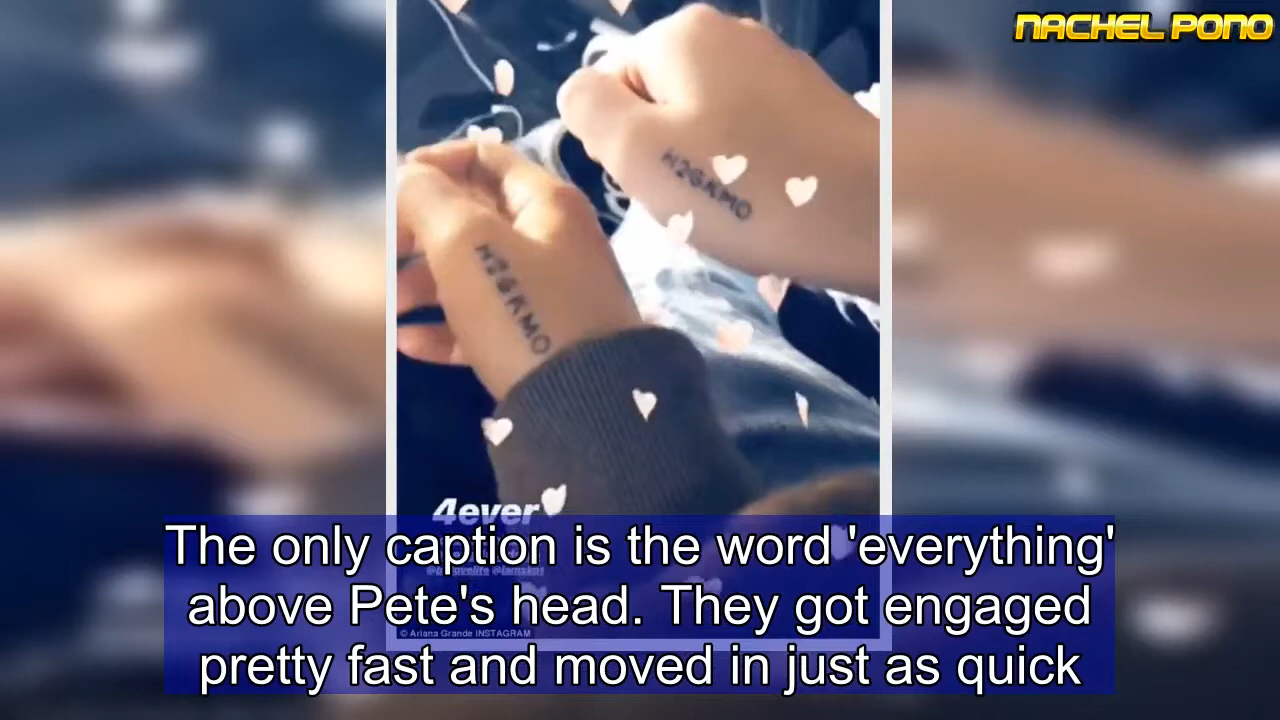 NACHEL PONO
H2GKMO
H2GKMO
4ever
The only caption is the word 'everything'
above Pete's head. They got engaged
© Ariana Grande INSTAGRAM
pretty fast and moved in just as quick